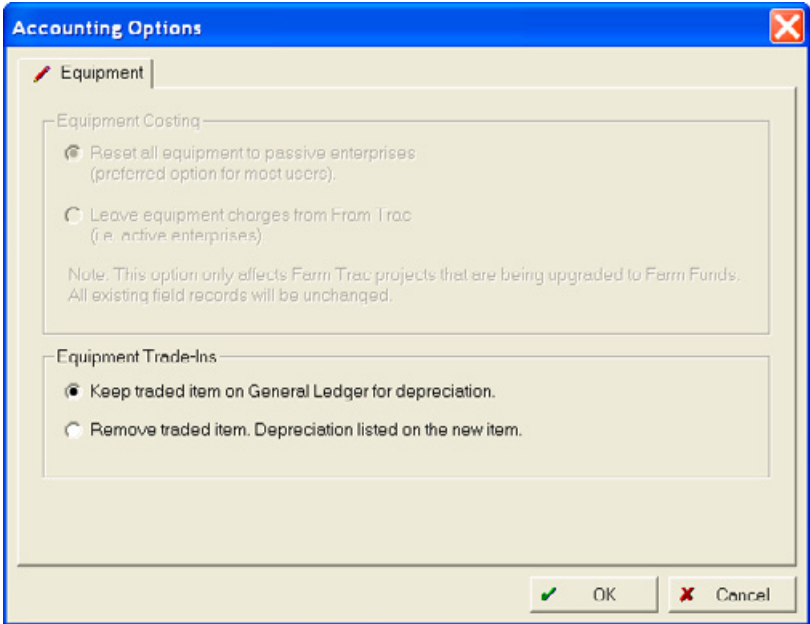 Accounting Options
Equipment
Equipment Costing
Reset all equipment to passive enterprises
(preferred option for most users).
Leave equipment charges from Fram Trac
(i.e. active enterprises)
Note. This option only affects Farm Trac projects that are being upgraded to Farm Funds.
All existing field records will be unchanged.
Equipment Trade-Ins
Keep traded item on General Ledger for depreciation.
Remove traded item. Depreciation listed on the new item.
OK
Cancel